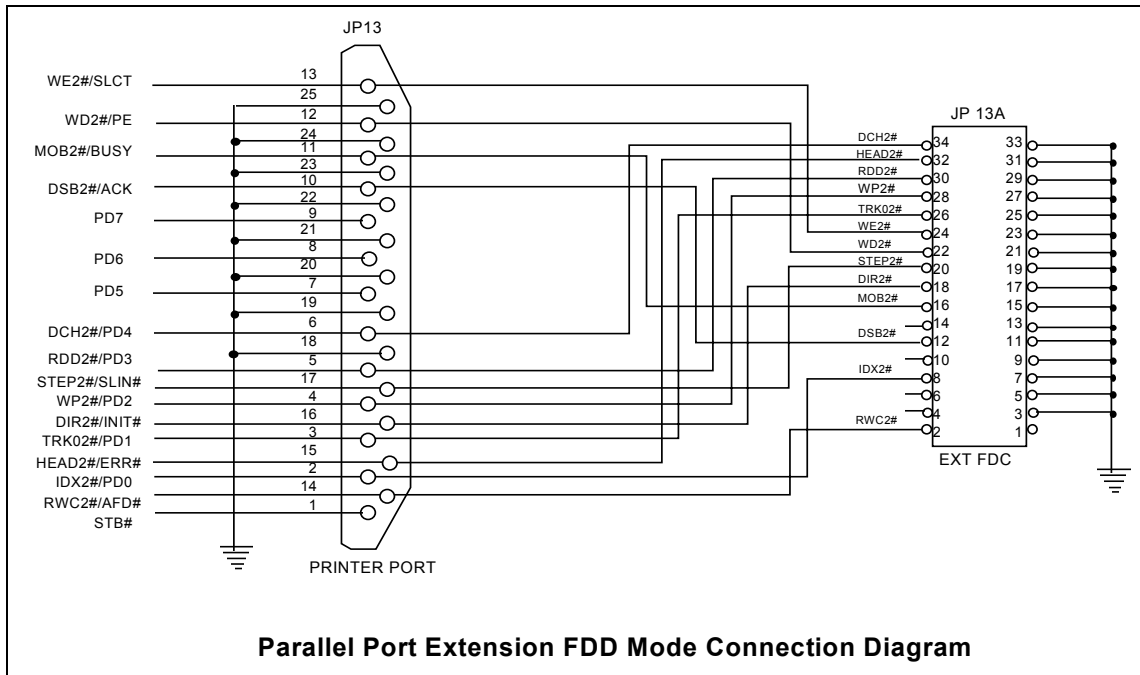 JP13
WE2#/SLCT
WD2#/PE
MOB2#/BUSY
DSB2#/ACK
PD7
PD6
PD5
DCH2#/PD4
RDD2#/PD3
STEP2#/SLIN#
WP2#/PD2
DIR2#/INIT#
TRK02#/PD1
HEAD2#/ERR#
IDX2#/PD0
RWC2#/AFD#
STB#
13
25
12
24
11
23
10
22
9
21
8
20
7
19
6
18
5
17
4
16
3
15
2
14
1
PRINTER PORT
JP 13A
DCH2#
HEAD2#
RDD2#
WP2#
TRK02#
WE2#
WD2#
STEP2#
DIR2#
MOB2#
DSB2#
IDX2#
RWC2#
34 33
32 31
30 29
28 27
26 25
24 23
22 21
20 19
18 17
16 15
14 13
12 11
10 9
8 7
6 5
4 3
2 1
EXT FDC
Parallel Port Extension FDD Mode Connection Diagram